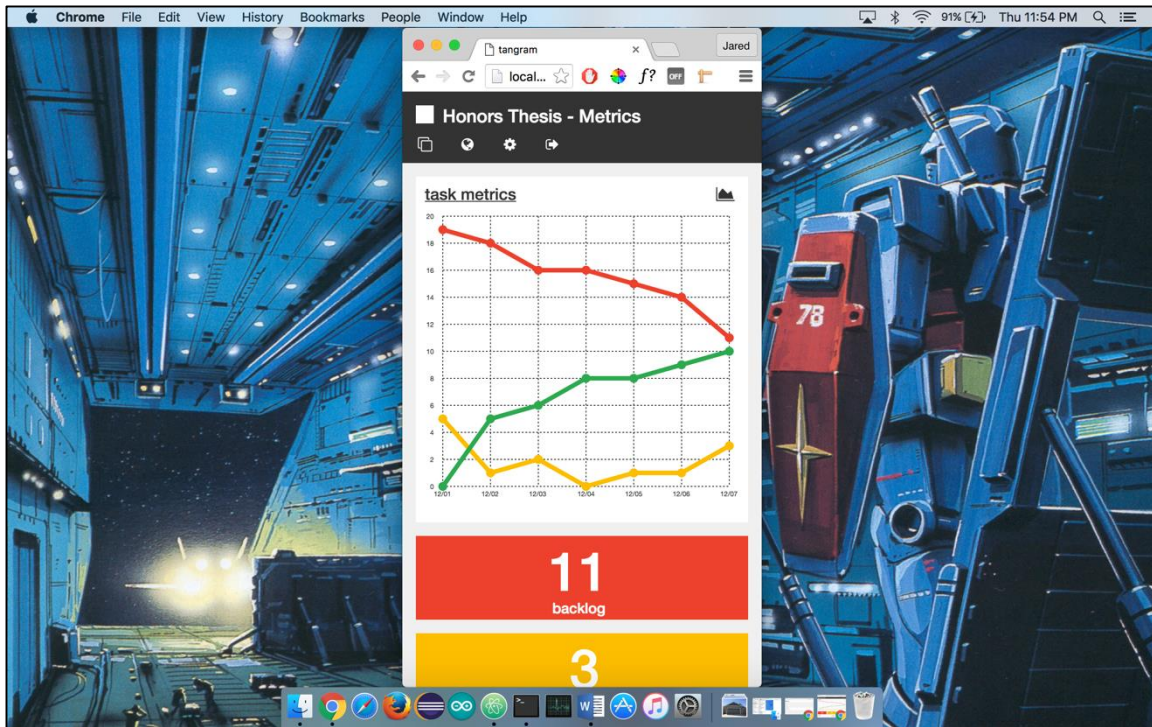 Chrome File Edit View History Bookmarks People Window Help 91% Thu 11:54 PM
tangram Jared
local... f? OFF
Honors Thesis - Metrics
task metrics
20
18
16
14
12
10
8
6
4
2
0
12/01 12/02 12/03 12/04 12/05 12/06 12/07
11
backlog
3
78